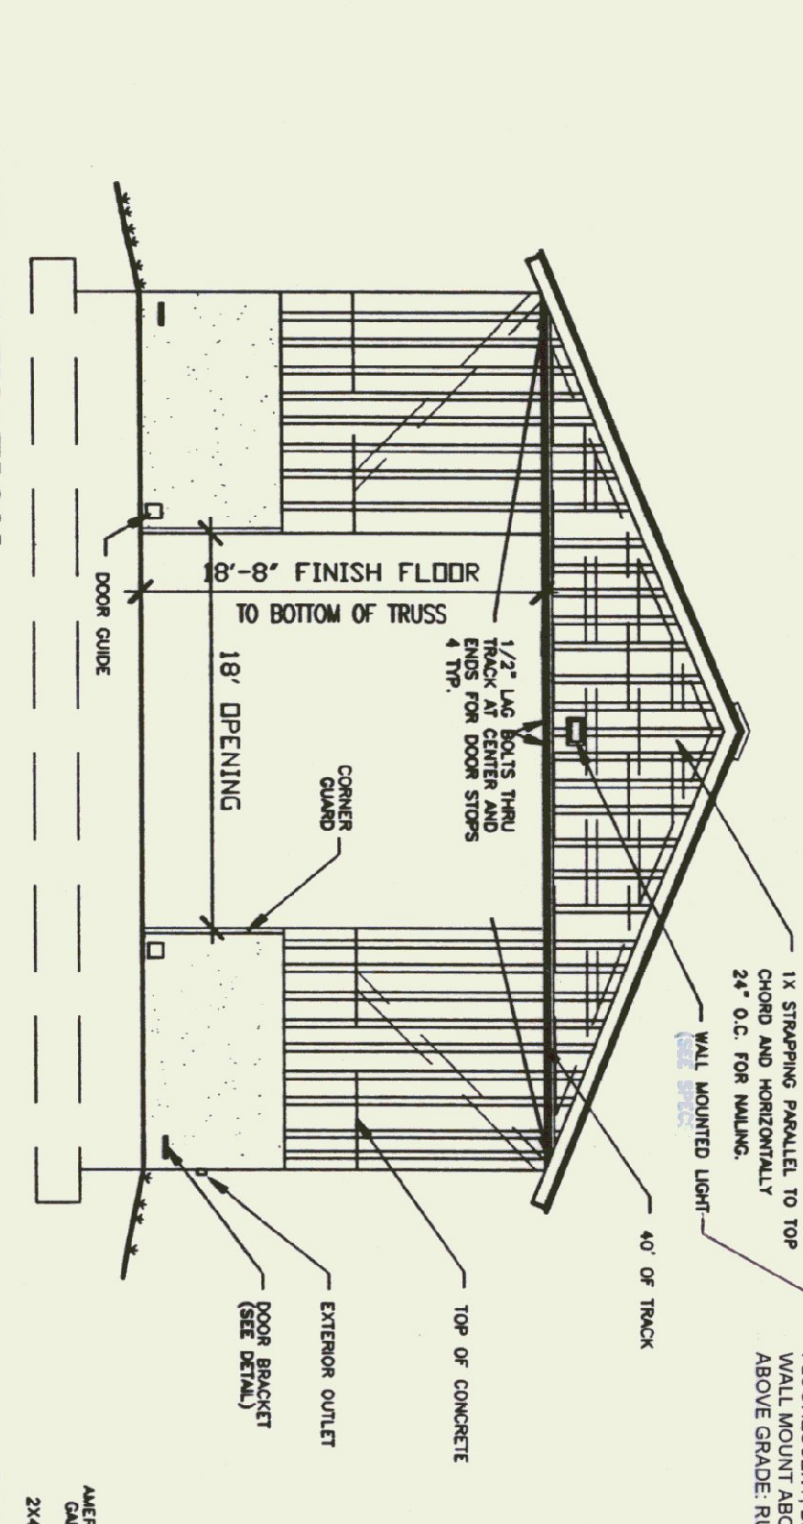 1X STRAPPING PARALLEL TO TOP
CHORD AND HORIZONTALLY
24" O.C. FOR NAILING.
WALL MOUNTED LIGHT
(SEE SPEC
WALL MOUNT
ABOVE GRADE:
40' OF TRACK
1/2" LAG BOLTS THRU
TRACK AT CENTER AND
ENDS FOR DOOR STOPS
4 TYP.
18'-8" FINISH FLOOR
TO BOTTOM OF TRUSS
18' OPENING
CORNER
GUARD
DOOR GUIDE
TOP OF CONCRETE
EXTERIOR OUTLET
DOOR BRACKET
(SEE DETAIL)
2X4